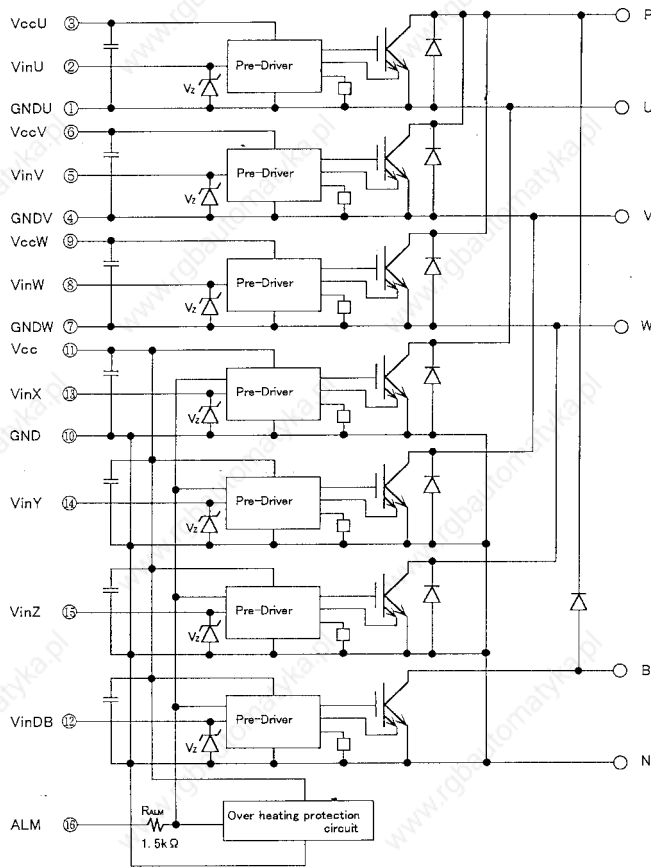 VccU ③ P
VinU ② Pre-Driver
Vz
GNDU ① U
VccV ⑥
VinV ⑤ Pre-Driver
Vz
GNDV ④ V
VccW ⑨
VinW ⑧ Pre-Driver
Vz
GNDW ⑦ W
Vcc ⑪
VinX ⑬ Pre-Driver
Vz
GND ⑩
VinY ⑭ Pre-Driver
Vz
VinZ ⑮ Pre-Driver
Vz
B
VinDB ⑫ Pre-Driver
Vz
N
RALM
ALM ⑯ Over heating protection
1.5kΩ circuit
www.rgbautomatyka.pl